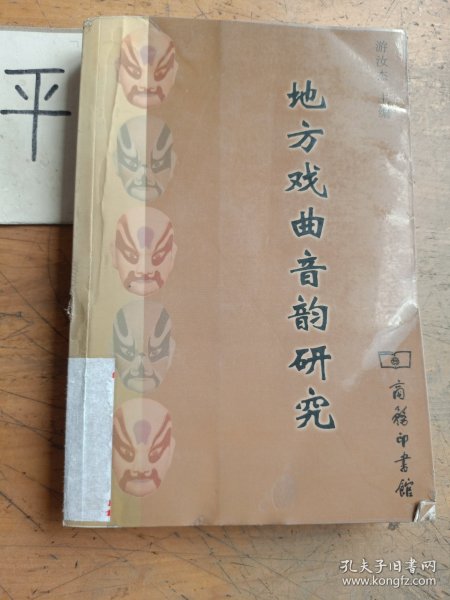 平
游汝杰 主编
地方戏曲音韵研究
商务印书馆
孔夫子旧书网
www.kongfz.com